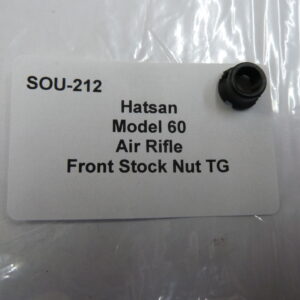 SOU-212
Hatsan
Model 60
Air Rifle
Front Stock Nut TG